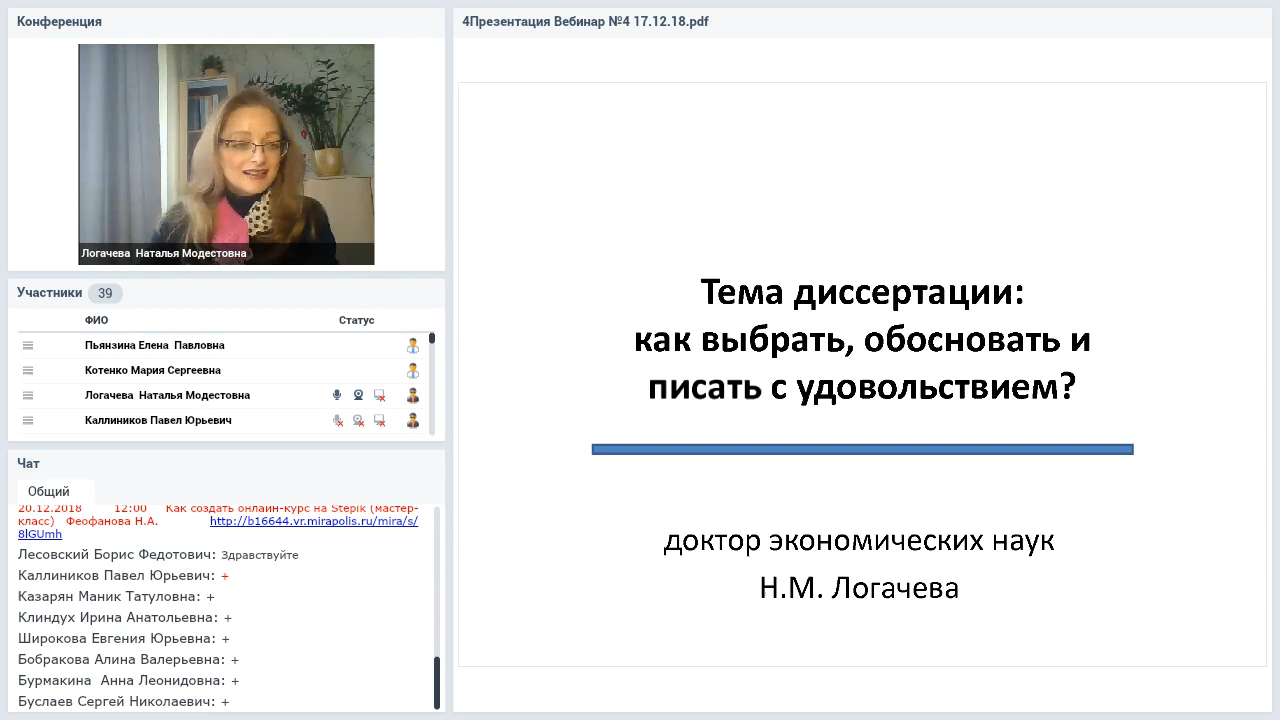 Конференция
Логачева Наталья Модестовна
Участники 39
ФИО Статус
Пьянзина Елена Павловна
Котенко Мария Сергеевна
Логачева Наталья Модестовна
Каллиников Павел Юрьевич
Чат
Общий
20.12.2018 12:00 Как создать онлайн-курс на Stepik (мастер-
класс) Феофанова Н.А. http://b16644.vr.mirapolis.ru/mira/s/
8lGUmh
Лесовский Борис Федотович: Здравствуйте
Каллиников Павел Юрьевич: +
Казарян Маник Татуловна: +
Клиндух Ирина Анатольевна: +
Широкова Евгения Юрьевна: +
Бобракова Алина Валерьевна: +
Бурмакина Анна Леонидовна: +
Буслаев Сергей Николаевич: +
4Презентация Вебинар №4 17.12.18.pdf
Тема диссертации:
как выбрать, обосновать и
писать с удовольствием?
доктор экономических наук
Н.М. Логачева